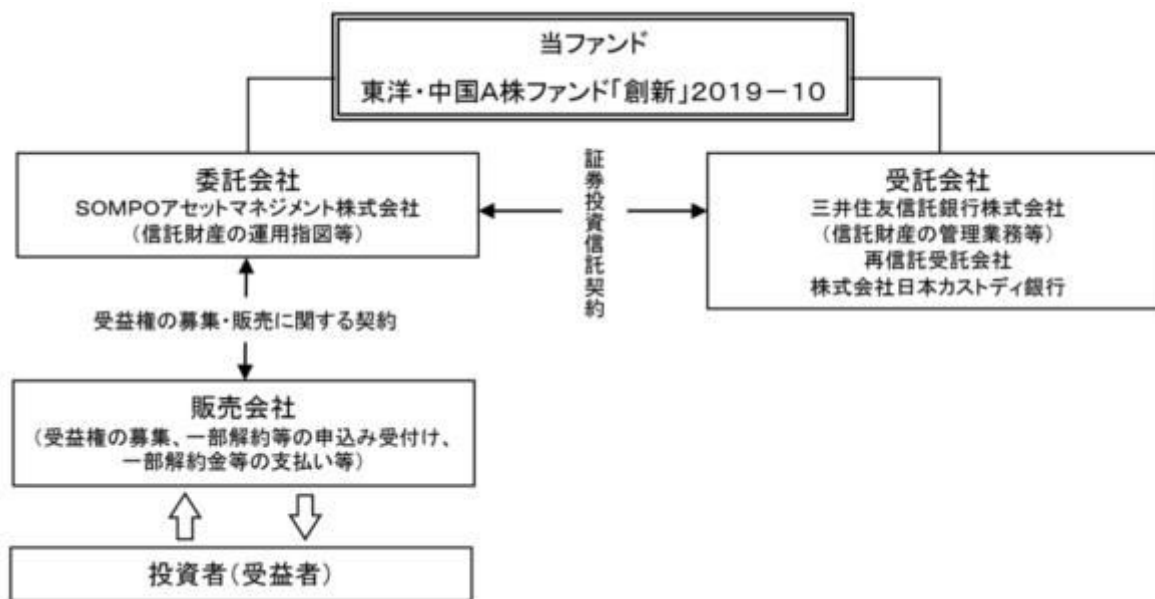 当ファンド
東洋・中国A株ファンド「創新」2019－10
委託会社
SOMPOアセットマネジメント株式会社
（信託財産の運用指図等）
証券投資信託契約
受託会社
三井住友信託銀行株式会社
（信託財産の管理業務等）
再信託受託会社
株式会社日本カストディ銀行
受益権の募集・販売に関する契約
販売会社
（受益権の募集、一部解約等の申込み受付け、
一部解約金等の支払い等）
投資者（受益者）